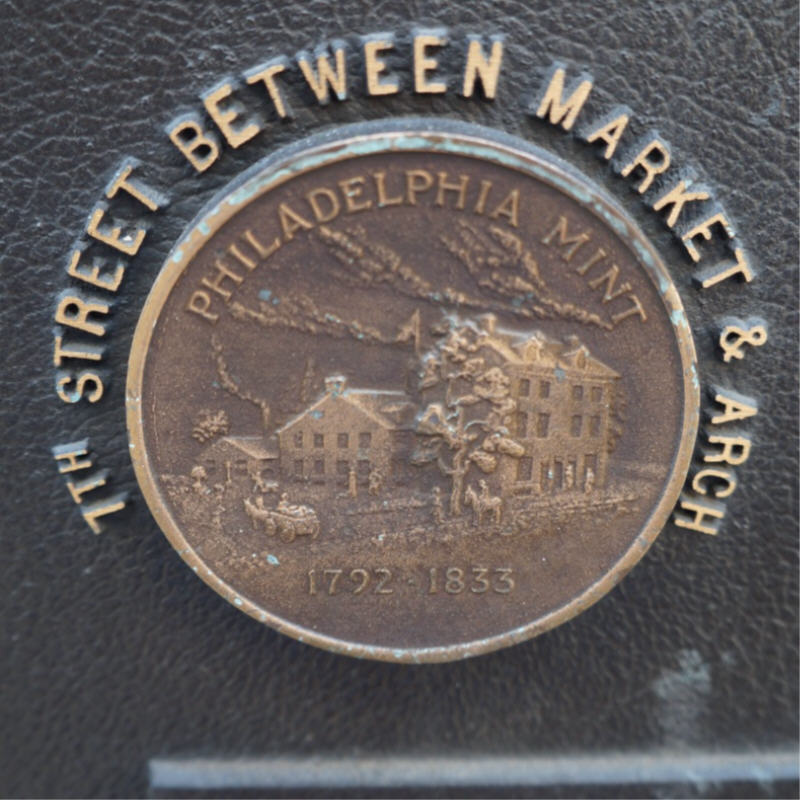 7TH STREET BETWEEN MARKET & ARCH
PHILADELPHIA MINT
1792·1833